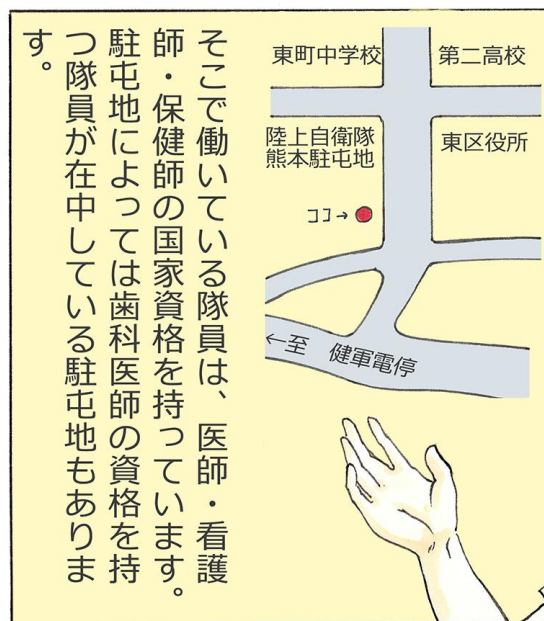 東町中学校
第二高校
陸上自衛隊
熊本駐屯地
東区役所
ココ→
←至 健軍電停
そこで働いている隊員は、医師・看護
師・保健師の国家資格を持っています。
駐屯地によっては歯科医師の資格を持
つ隊員が在中している駐屯地もありま
す。